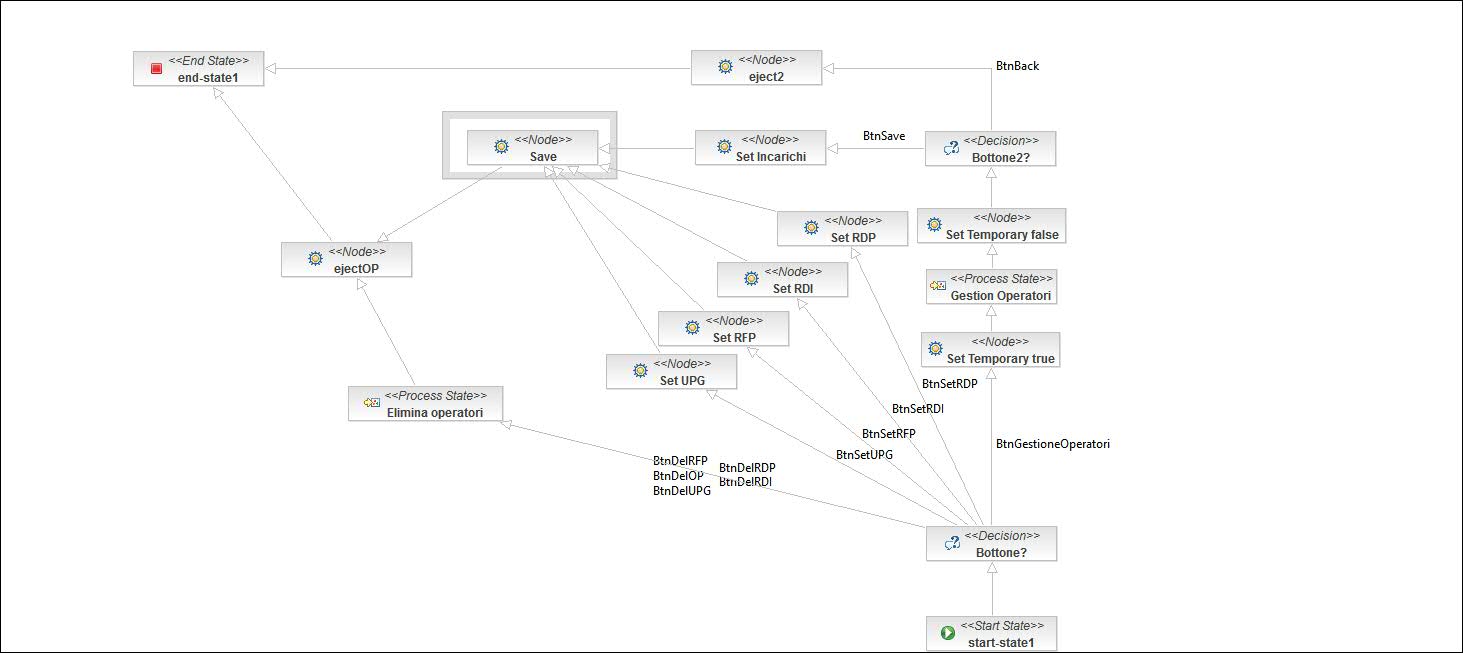 <<End State>>
end-state1
<<Node>>
eject2
BtnBack
<<Node>>
Save
<<Node>>
Set Incarichi
BtnSave
<<Decision>>
Bottone2?
<<Node>>
Set RDP
<<Node>>
Set Temporary false
<<Node>>
ejectOP
<<Node>>
Set RDI
<<Process State>>
Gestion Operatori
<<Node>>
Set RFP
<<Node>>
Set Temporary true
<<Node>>
Set UPG
<<Process State>>
Elimina operatori
BtnSetRDP
BtnSetRDI
BtnSetRFP
BtnSetUPG
BtnGestioneOperatori
BtnDelRFP
BtnDelOP
BtnDelUPG
BtnDelRDP
BtnDelRDI
<<Decision>>
Bottone?
<<Start State>>
start-state1